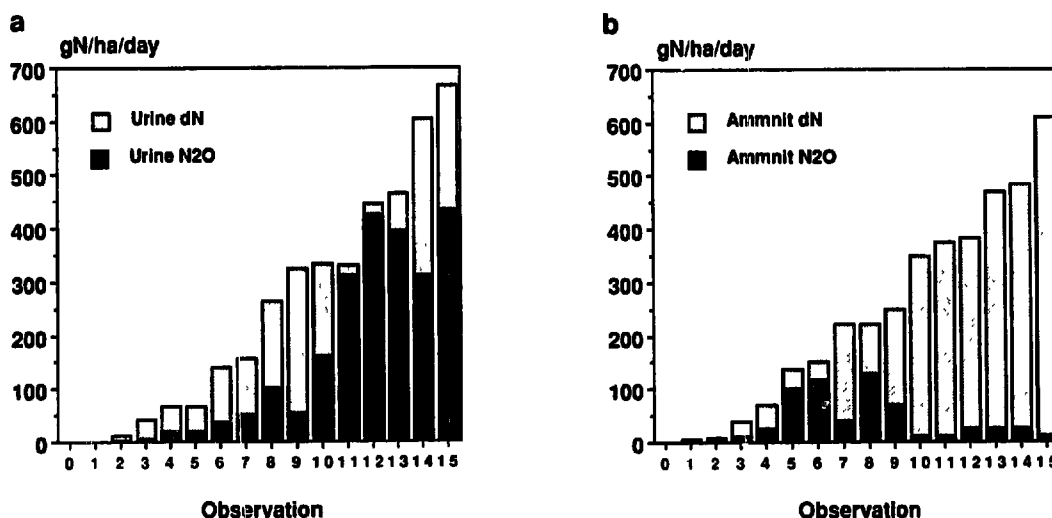 a
gN/ha/day
700
600
500
400
300
200
100
0
Urine dN
Urine N2O
0 1 2 3 4 5 6 7 8 9 10 11 12 13 14 15
Observation
b
gN/ha/day
700
600
500
400
300
200
100
0
Ammnit dN
Ammnit N2O
0 1 2 3 4 5 6 7 8 9 10 11 12 13 14 15
Observation